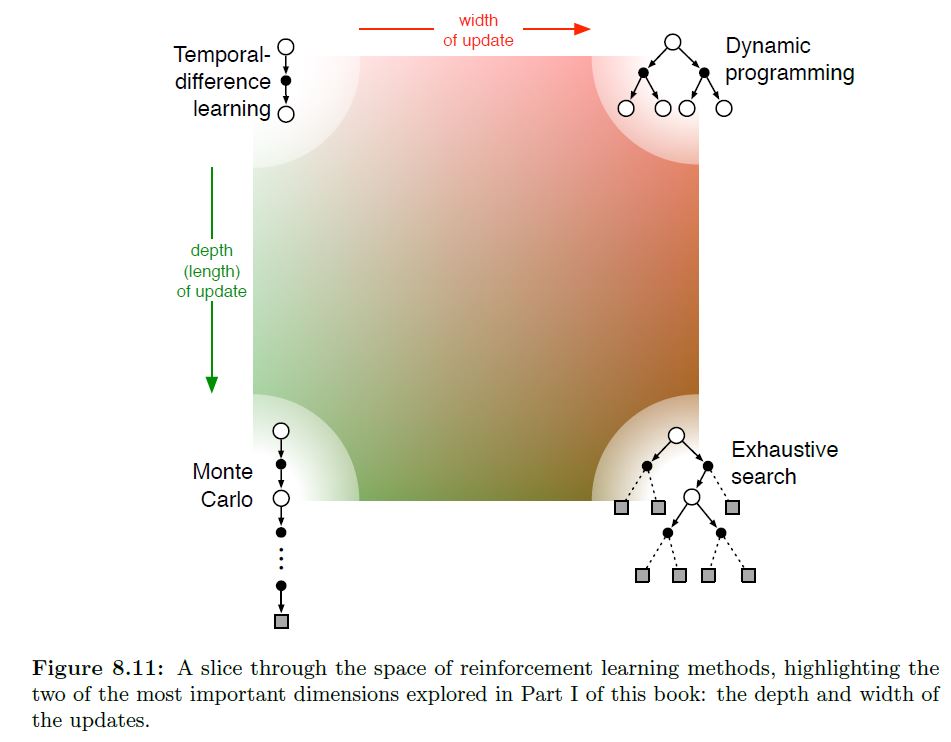 width
of update
Temporal-
difference
learning
Dynamic
programming
depth
(length)
of update
Monte
Carlo
Exhaustive
search
Figure 8.11: A slice through the space of reinforcement learning methods, highlighting the
two of the most important dimensions explored in Part I of this book: the depth and width of
the updates.